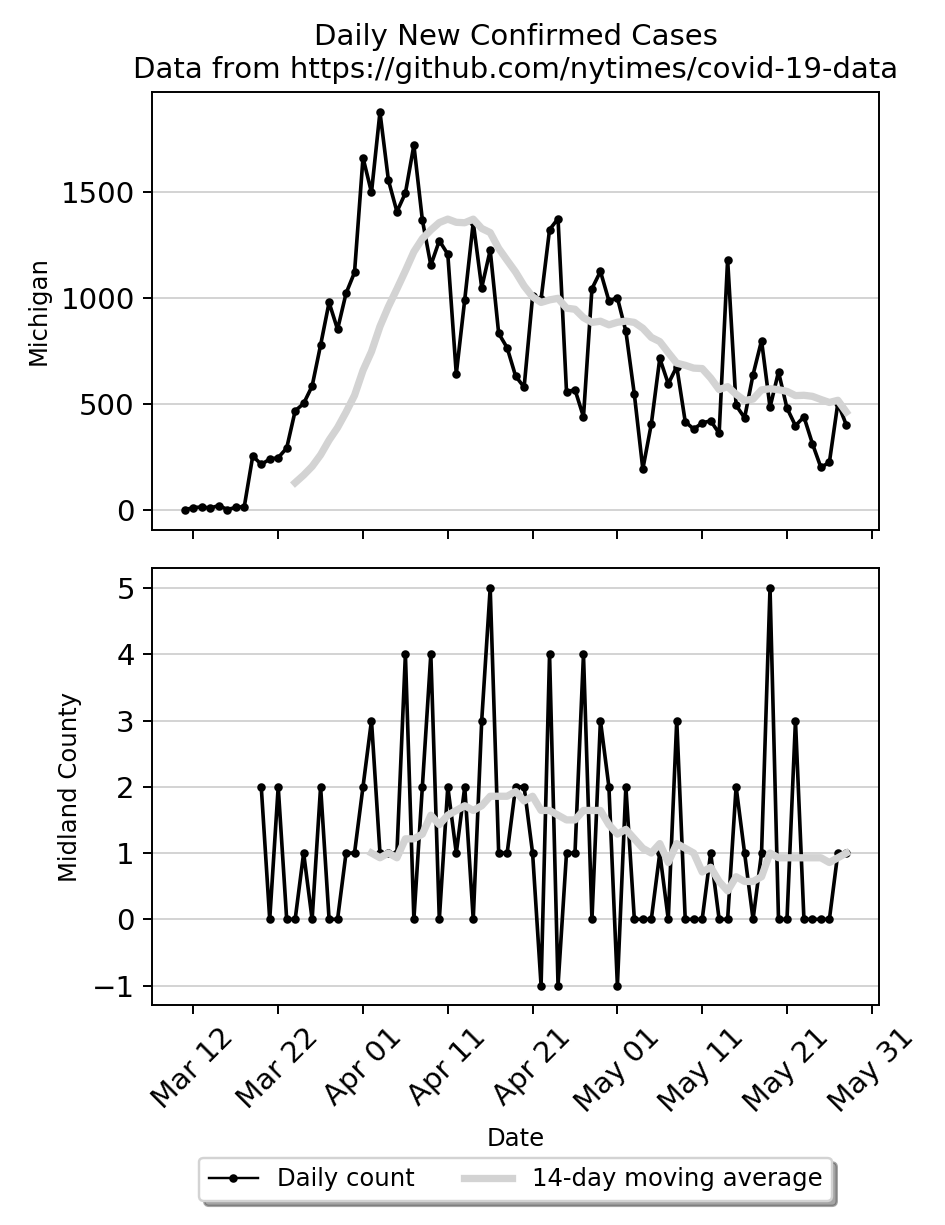 Daily New Confirmed Cases
Data from https://github.com/nytimes/covid-19-data
Michigan
1500
1000
500
0
Midland County
5
4
3
2
1
0
−1
Mar 12
Mar 22
Apr 01
Apr 11
Apr 21
May 01
May 11
May 21
May 31
Date
Daily count
14-day moving average